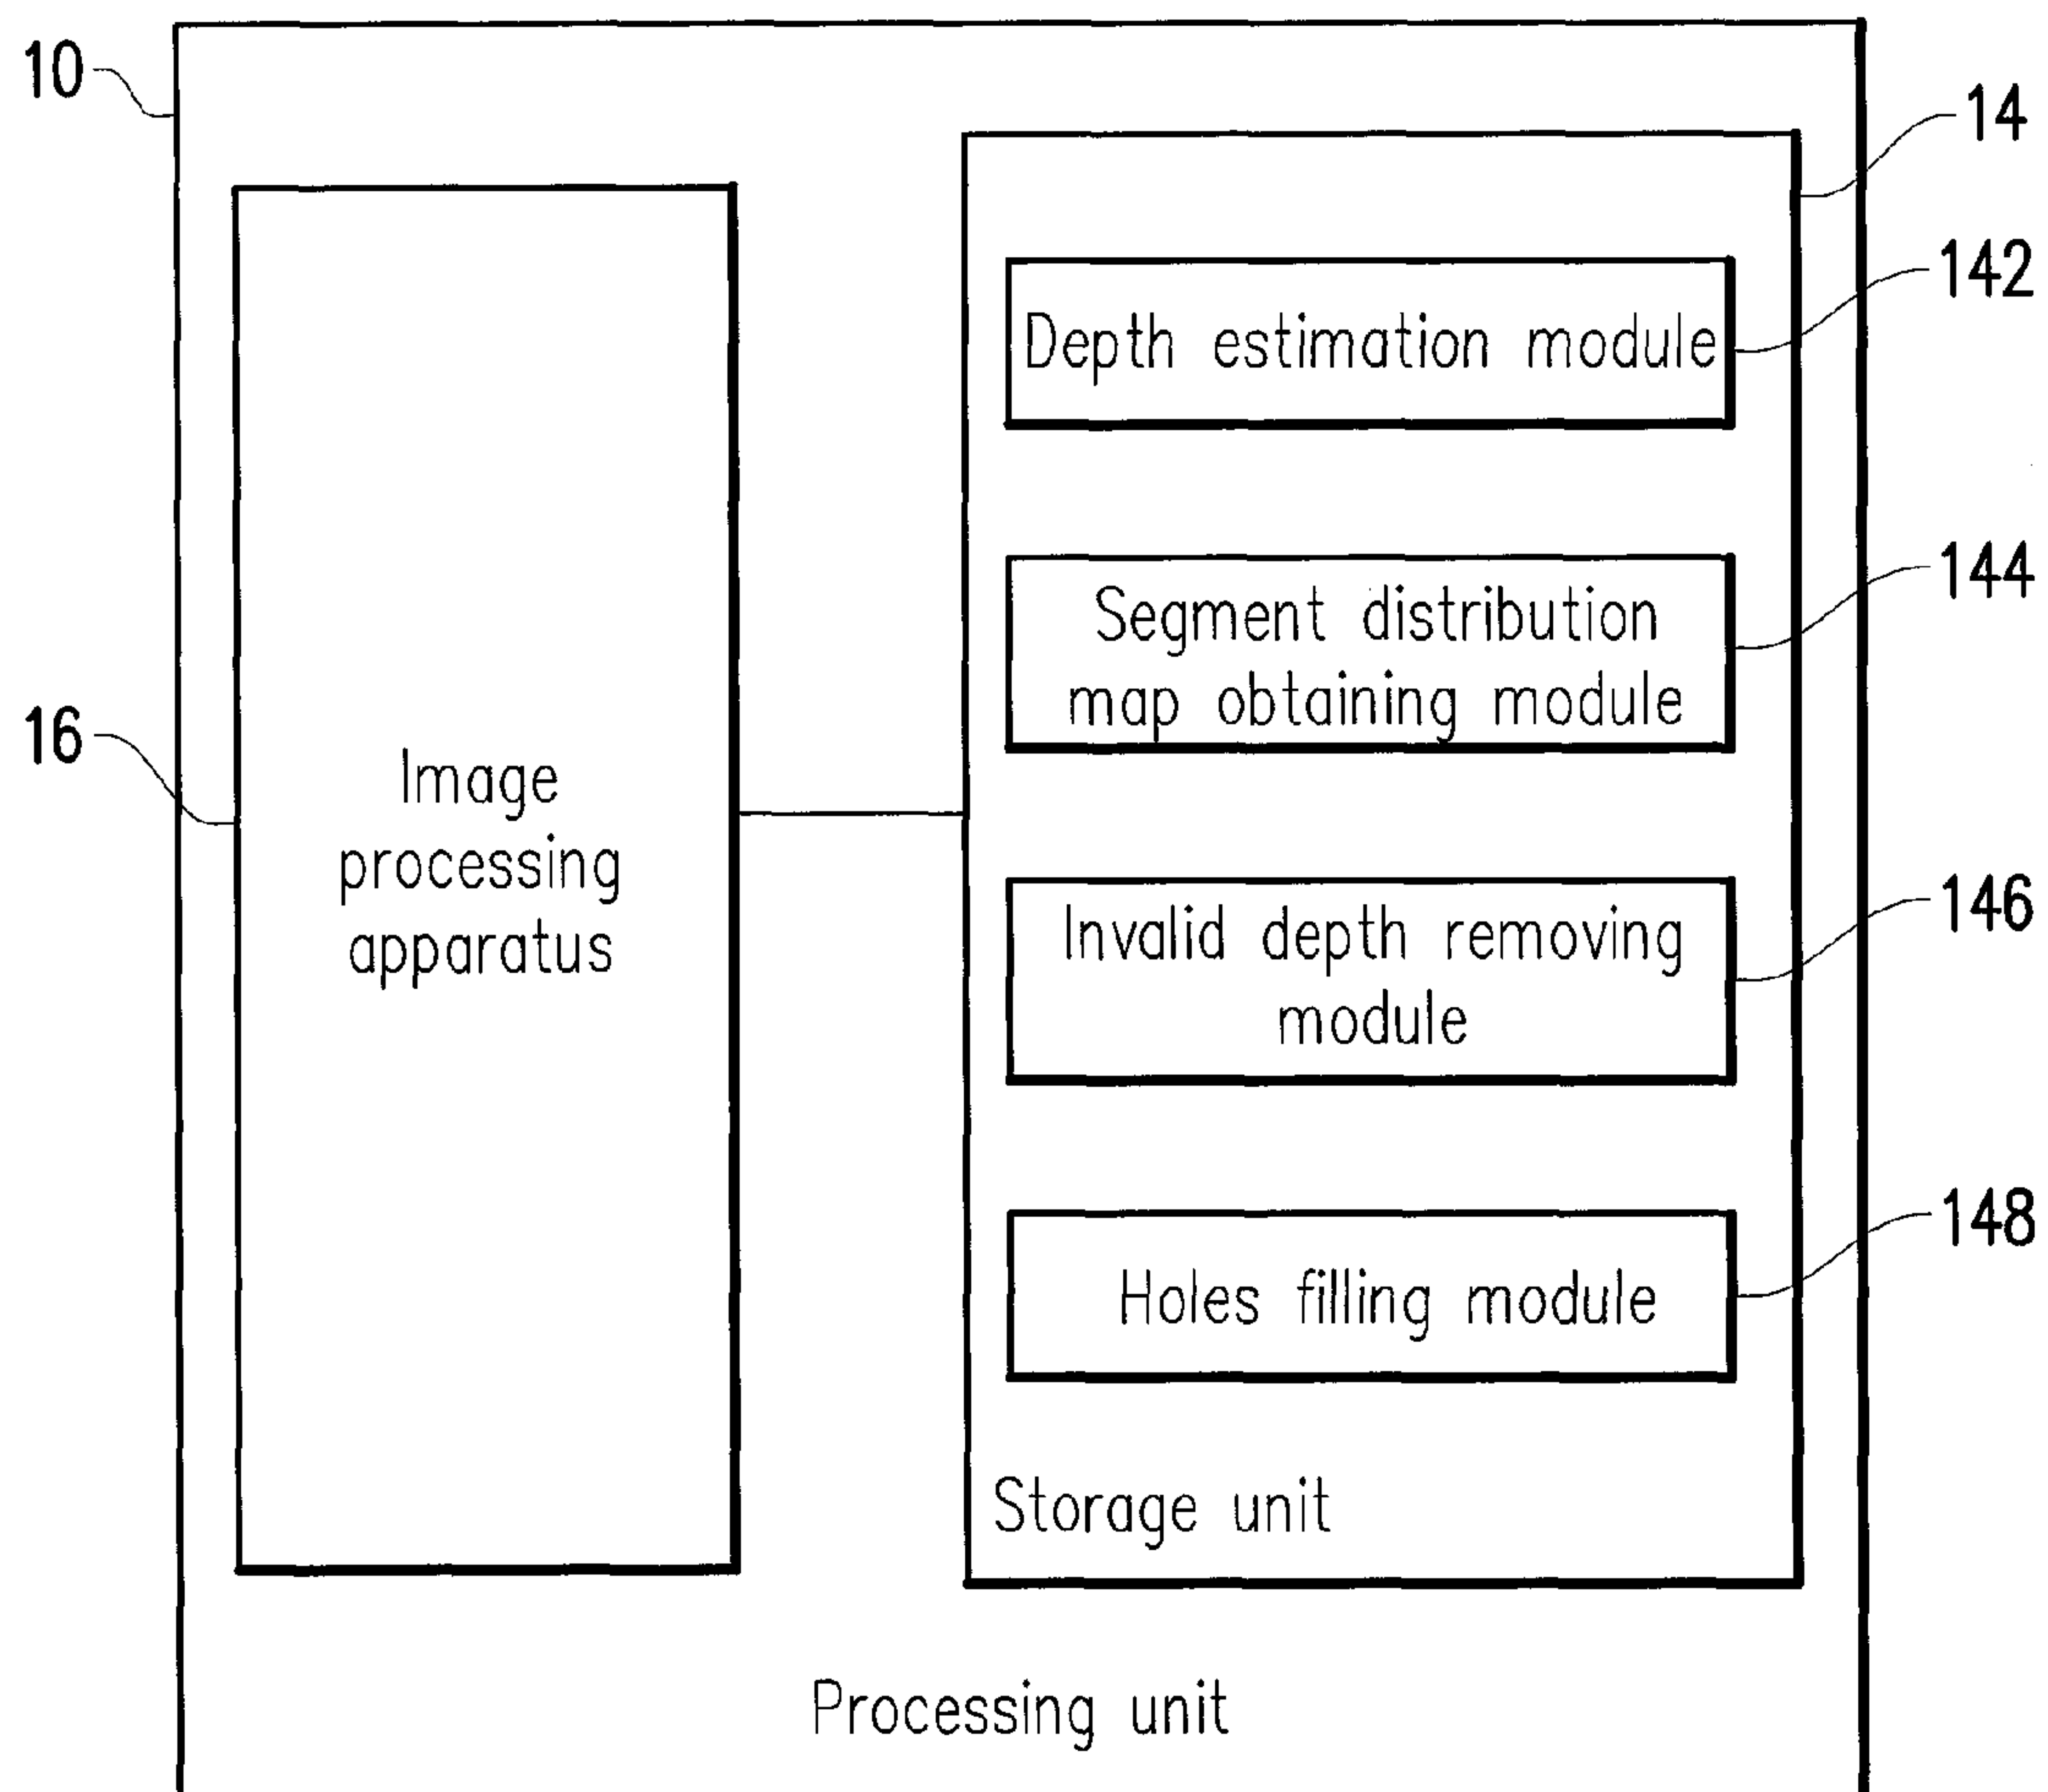 10
14
142
Depth estimation module
144
Segment distribution
map obtaining module
16
Image
processing
apparatus
146
Invalid depth removing
module
148
Holes filling module
Storage unit
Processing unit